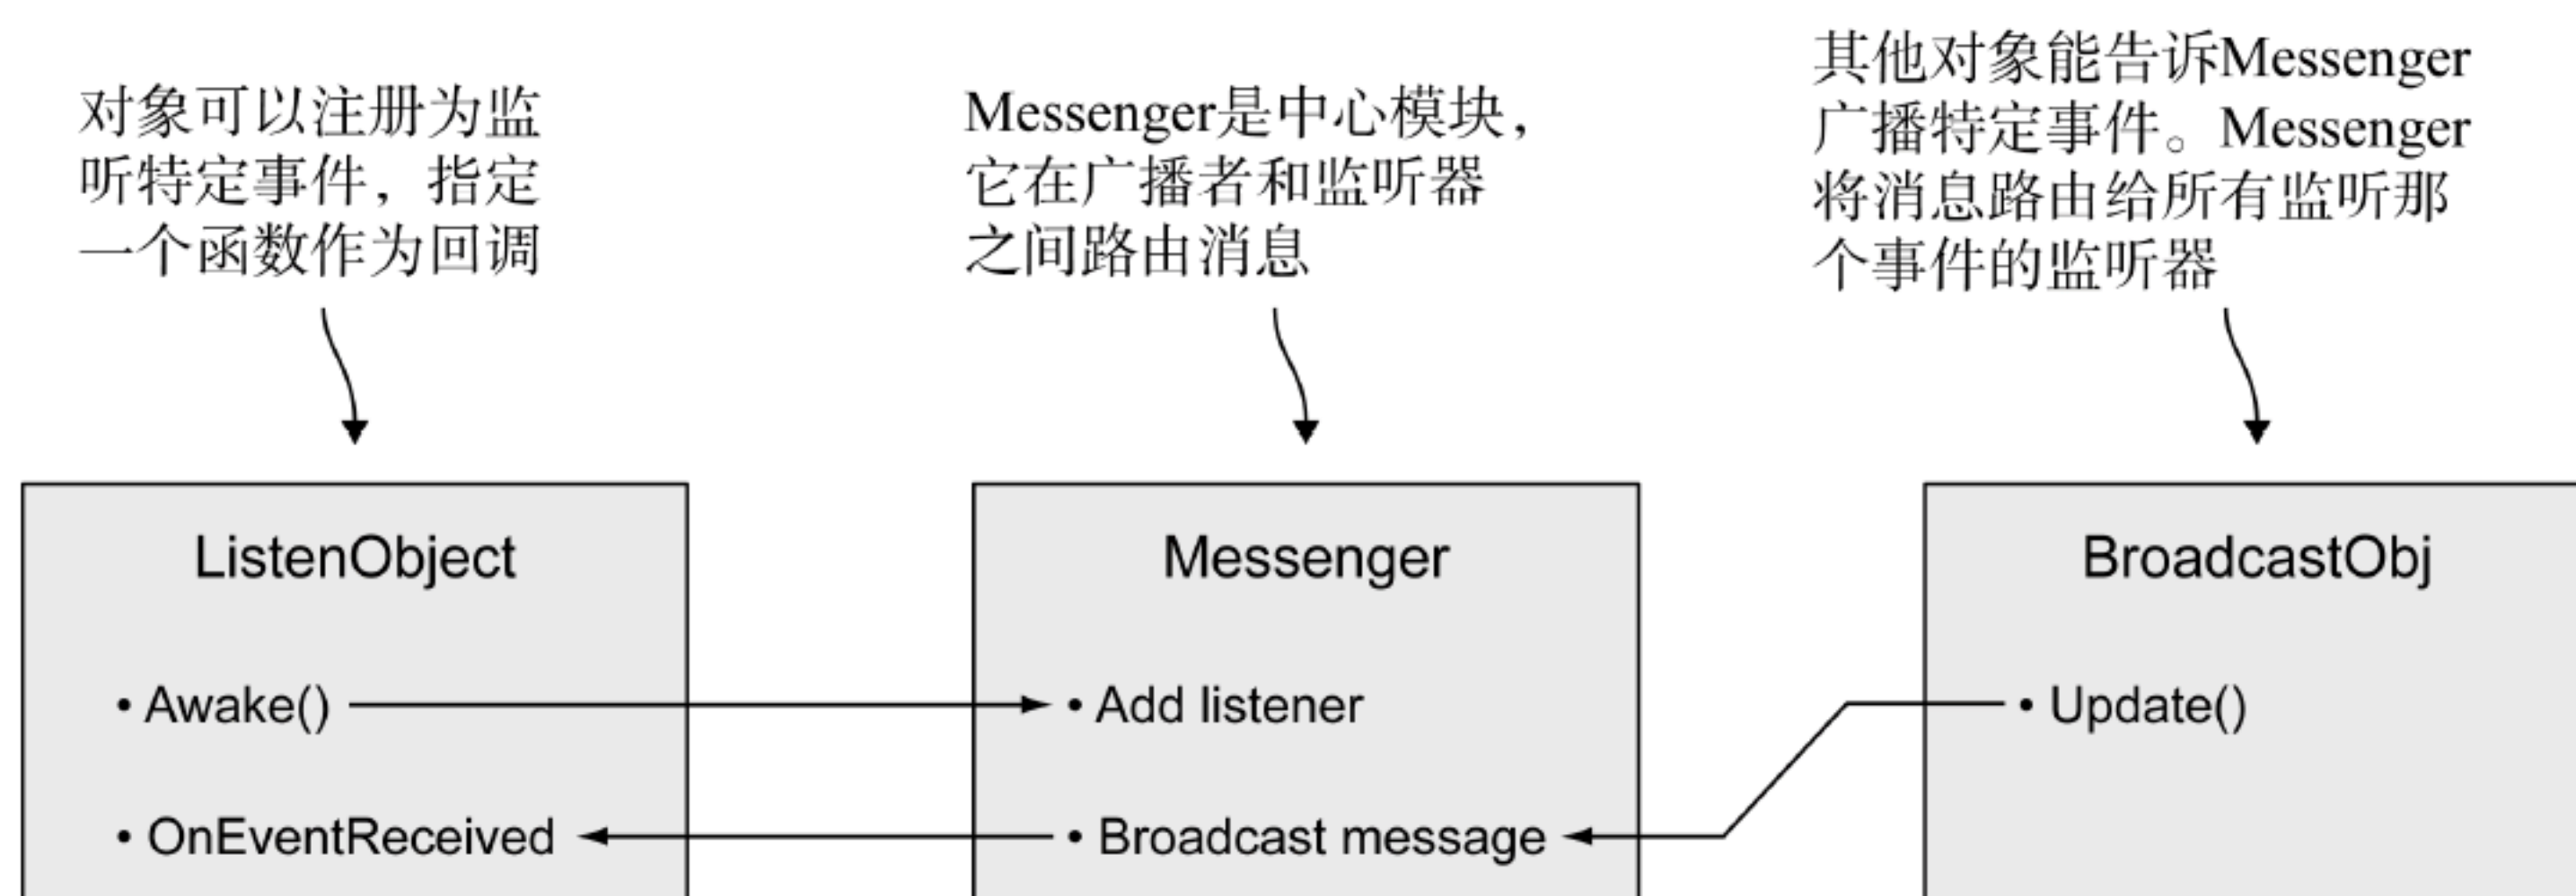 对象可以注册为监
听特定事件，指定
一个函数作为回调
Messenger是中心模块，
它在广播者和监听器
之间路由消息
其他对象能告诉Messenger
广播特定事件。Messenger
将消息路由给所有监听那
个事件的监听器
ListenObject
• Awake()
• OnEventReceived
Messenger
• Add listener
• Broadcast message
BroadcastObj
• Update()